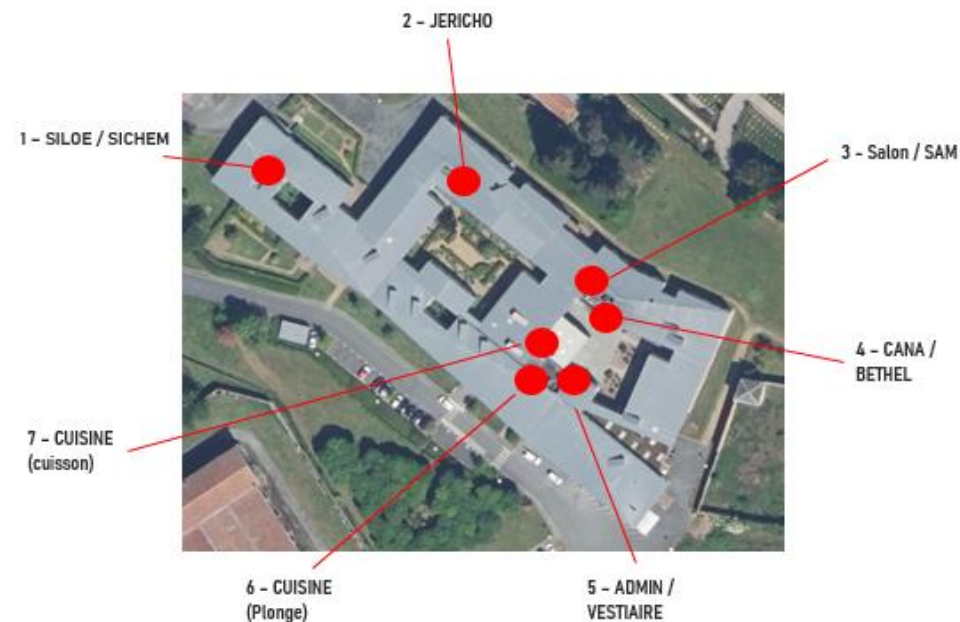 2 – JERICHO
1 – SILOE / SICHEM
3 – Salon / SAM
4 – CANA /
BETHEL
7 – CUISINE
(cuisson)
6 – CUISINE
(Plonge)
5 – ADMIN /
VESTIAIRE